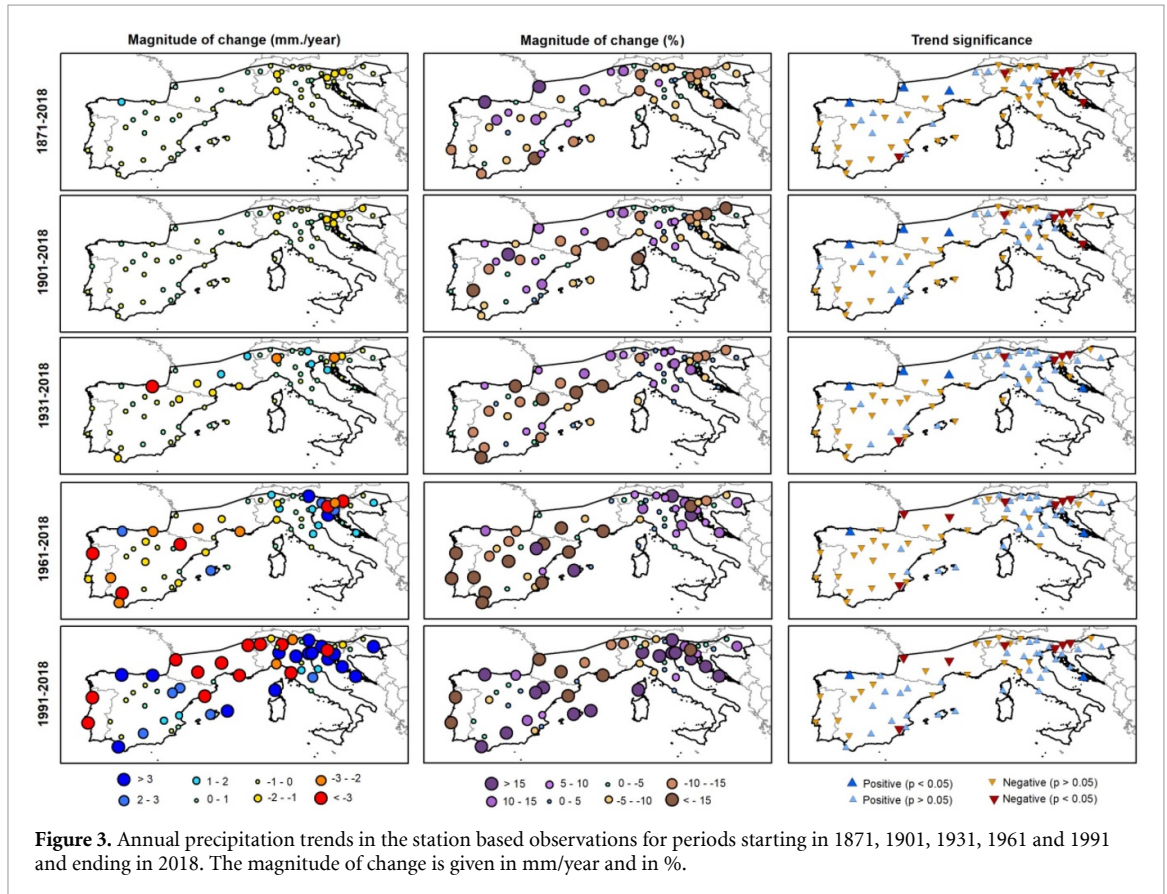 Magnitude of change (mm./year)
Magnitude of change (%)
Trend significance
1871-2018
1901-2018
1931-2018
1961-2018
1991-2018
> 3
1 - 2
-1 - 0
-3 - -2
2 - 3
0 - 1
-2 - -1
< -3
> 15
5 - 10
0 - -5
-10 - -15
10 - 15
0 - 5
-5 - -10
< - 15
Positive (p < 0.05)
Negative (p > 0.05)
Positive (p > 0.05)
Negative (p < 0.05)
Figure 3. Annual precipitation trends in the station based observations for periods starting in 1871, 1901, 1931, 1961 and 1991
and ending in 2018. The magnitude of change is given in mm/year and in %.